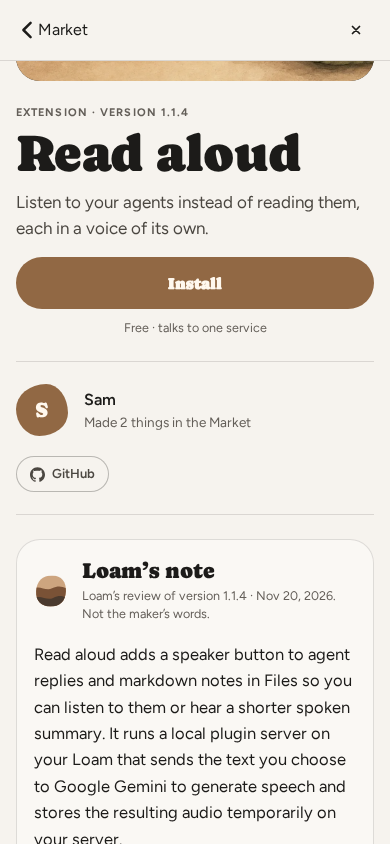 Market
EXTENSION · VERSION 1.1.4
Read aloud
Listen to your agents instead of reading them,
each in a voice of its own.
Install
Free · talks to one service
S
Sam
Made 2 things in the Market
GitHub
Loam’s note
Loam’s review of version 1.1.4 · Nov 20, 2026.
Not the maker’s words.
Read aloud adds a speaker button to agent
replies and markdown notes in Files so you
can listen to them or hear a shorter spoken
summary. It runs a local plugin server on
your Loam that sends the text you choose
to Google Gemini to generate speech and
stores the resulting audio temporarily on
your server.